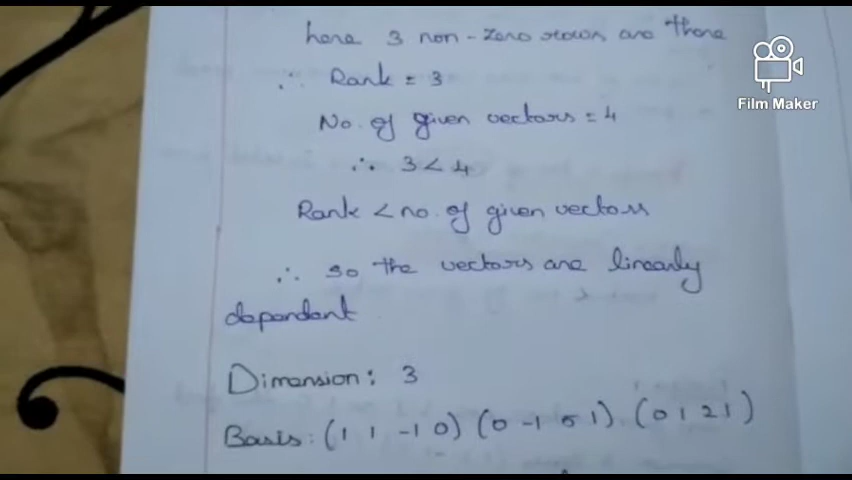 here 3 non-zero rows are there
Film Maker
∴ Rank = 3
No. of given vectors = 4
∴ 3 < 4
Rank < no. of given vectors
∴ so the vectors are linearly
dependent
Dimension: 3
Basis: (1 1 -1 0) (0 -1 1) (0 1 2 1)